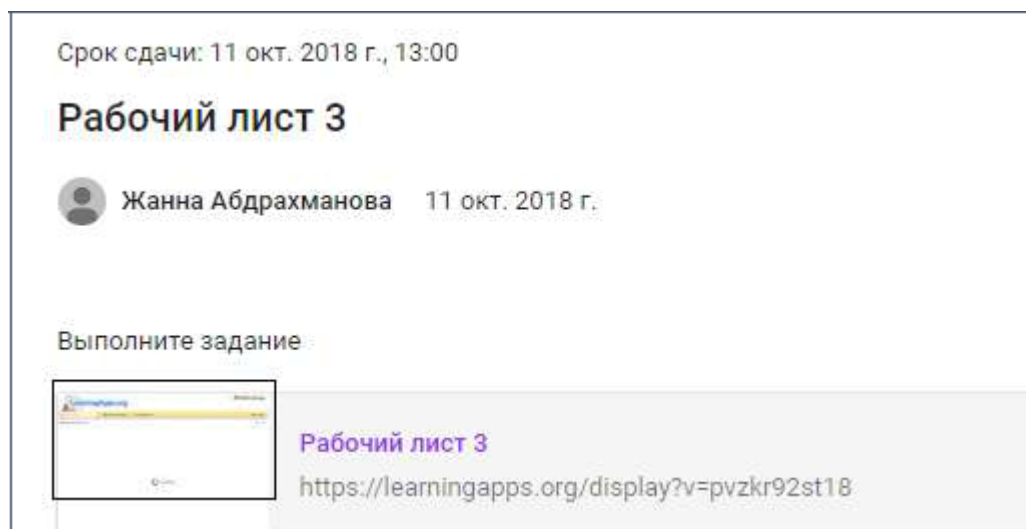 Срок сдачи: 11 окт. 2018 г., 13:00
Рабочий лист 3
Жанна Абдрахманова 11 окт. 2018 г.
Выполните задание
Рабочий лист 3
https://learningapps.org/display?v=pvzkr92st18